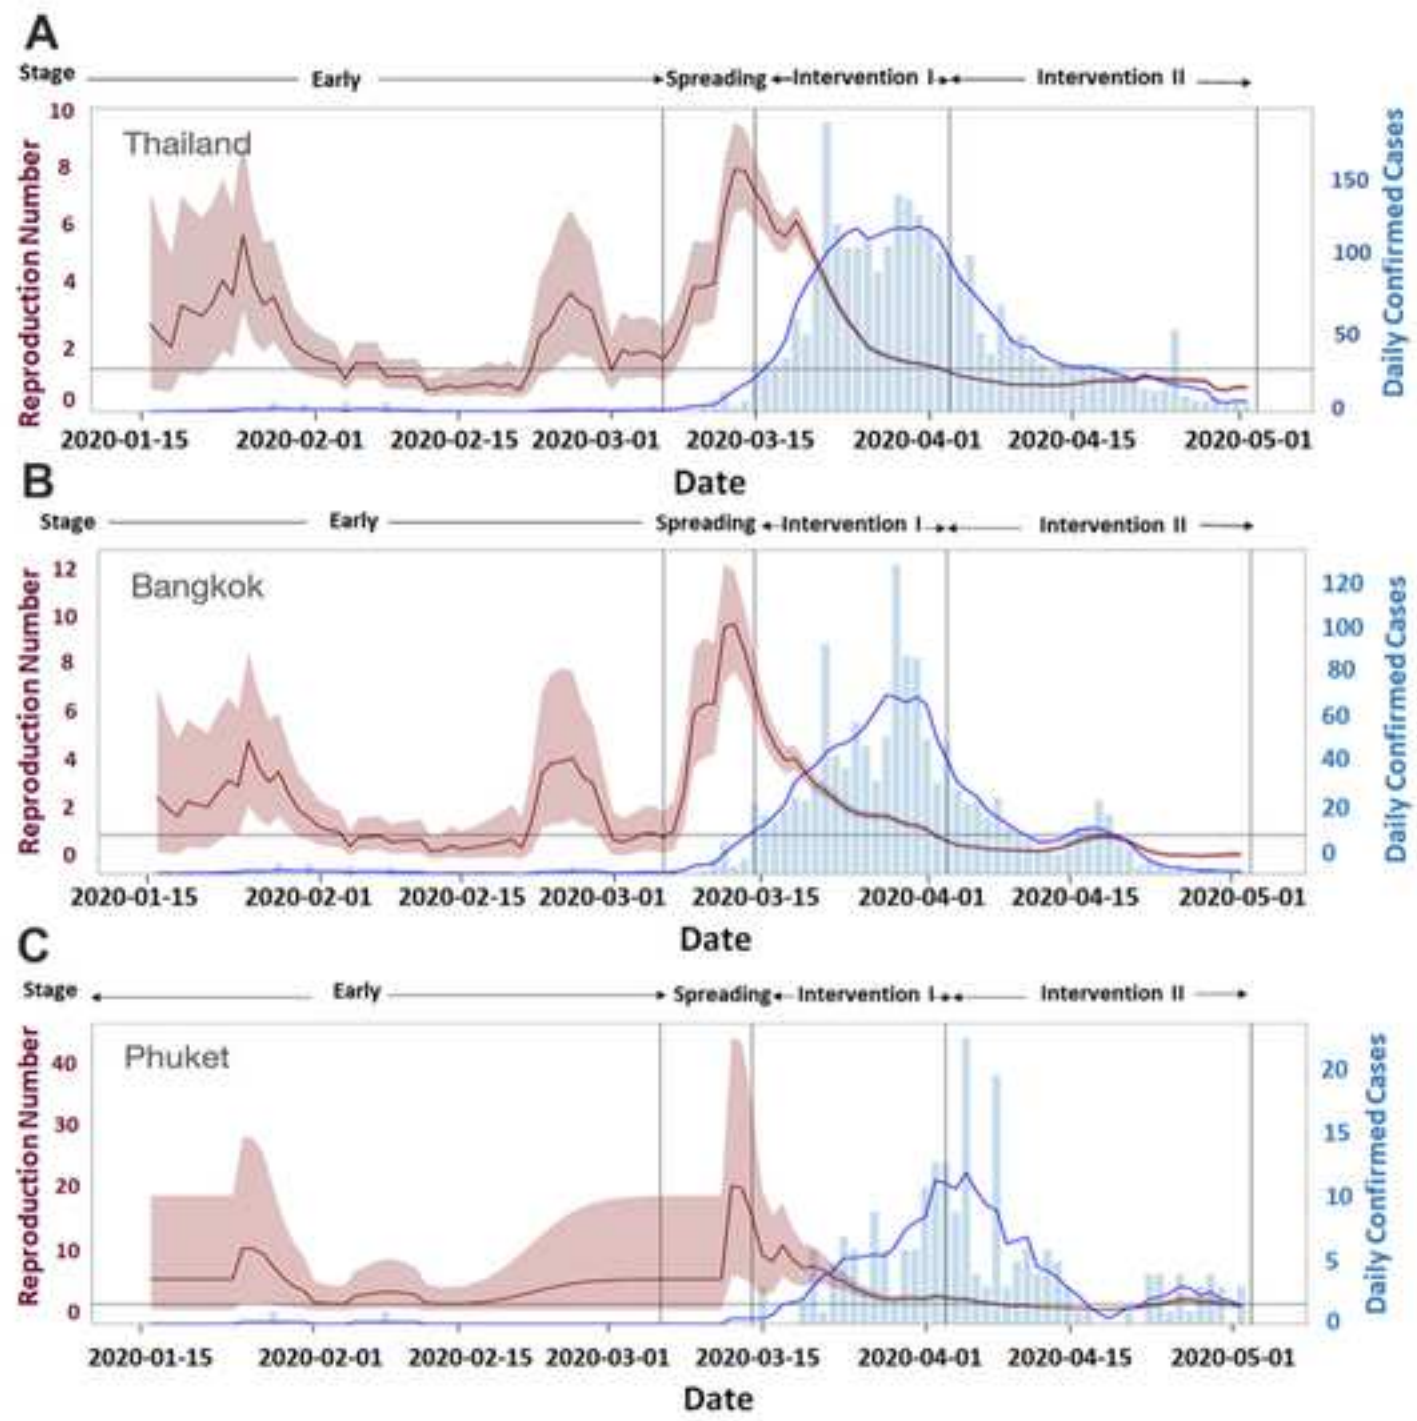 A
Stage Early Spreading Intervention I Intervention II
10
8
6
4
2
0
Reproduction Number
Thailand
150
100
50
0
Daily Confirmed Cases
2020-01-15 2020-02-01 2020-02-15 2020-03-01 2020-03-15 2020-04-01 2020-04-15 2020-05-01
Date
B
Stage Early Spreading Intervention I Intervention II
12
10
8
6
4
2
0
Reproduction Number
Bangkok
120
100
80
60
40
20
0
Daily Confirmed Cases
2020-01-15 2020-02-01 2020-02-15 2020-03-01 2020-03-15 2020-04-01 2020-04-15 2020-05-01
Date
C
Stage Early Spreading Intervention I Intervention II
40
30
20
10
0
Reproduction Number
Phuket
20
15
10
5
0
Daily Confirmed Cases
2020-01-15 2020-02-01 2020-02-15 2020-03-01 2020-03-15 2020-04-01 2020-04-15 2020-05-01
Date